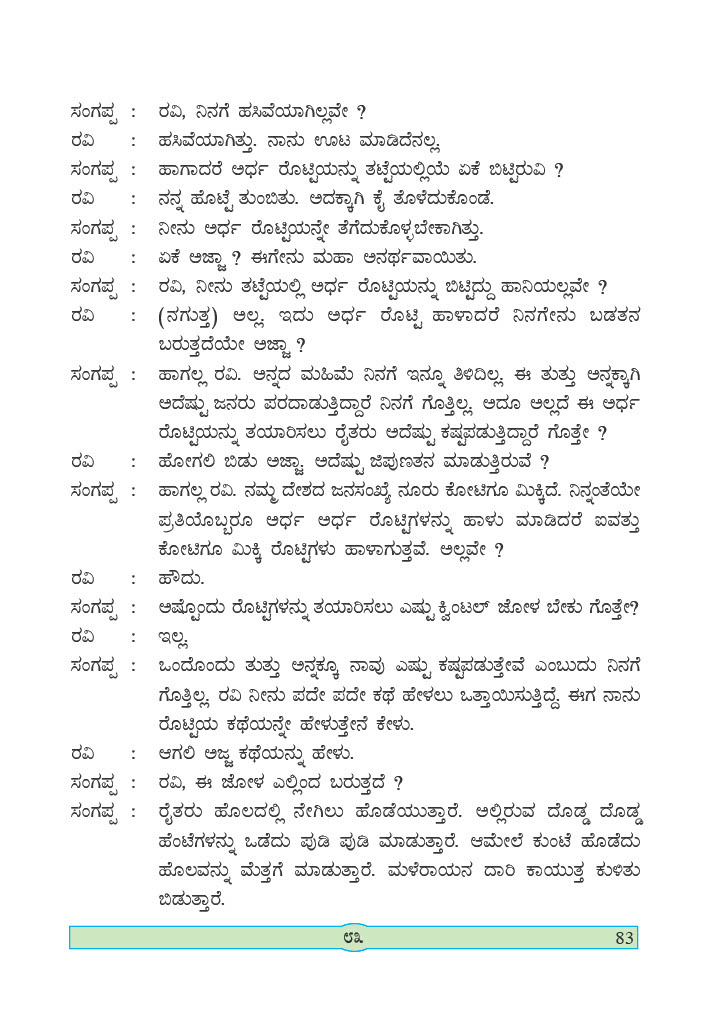 ಸಂಗಪ್ಪ : ರವಿ, ನಿನಗೆ ಹಸಿವೆಯಾಗಿಲ್ಲವೇ ?
ರವಿ : ಹಸಿವೆಯಾಗಿತ್ತು. ನಾನು ಊಟ ಮಾಡಿದೆನಲ್ಲ.
ಸಂಗಪ್ಪ : ಹಾಗಾದರೆ ಅರ್ಧ ರೊಟ್ಟಿಯನ್ನು ತಟ್ಟೆಯಲ್ಲಿಯೆ ಏಕೆ ಬಿಟ್ಟಿರುವಿ ?
ರವಿ : ನನ್ನ ಹೊಟ್ಟೆ ತುಂಬಿತು. ಅದಕ್ಕಾಗಿ ಕೈ ತೊಳೆದುಕೊಂಡೆ.
ಸಂಗಪ್ಪ : ನೀನು ಅರ್ಧ ರೊಟ್ಟಿಯನ್ನೇ ತೆಗೆದುಕೊಳ್ಳಬೇಕಾಗಿತ್ತು.
ರವಿ : ಏಕೆ ಅಜ್ಜಾ ? ಈಗೇನು ಮಹಾ ಅನರ್ಥವಾಯಿತು.
ಸಂಗಪ್ಪ : ರವಿ, ನೀನು ತಟ್ಟೆಯಲ್ಲಿ ಅರ್ಧ ರೊಟ್ಟಿಯನ್ನು ಬಿಟ್ಟಿದ್ದು ಹಾನಿಯಲ್ಲವೇ ?
ರವಿ : (ನಗುತ್ತ) ಅಲ್ಲ. ಇದು ಅರ್ಧ ರೊಟ್ಟಿ ಹಾಳಾದರೆ ನಿನಗೇನು ಬಡತನ
ಬರುತ್ತದೆಯೇ ಅಜ್ಜಾ ?
ಸಂಗಪ್ಪ : ಹಾಗಲ್ಲ ರವಿ. ಅನ್ನದ ಮಹಿಮೆ ನಿನಗೆ ಇನ್ನೂ ತಿಳಿದಿಲ್ಲ. ಈ ತುತ್ತು ಅನ್ನಕ್ಕಾಗಿ
ಅದೆಷ್ಟು ಜನರು ಪರದಾಡುತ್ತಿದ್ದಾರೆ ನಿನಗೆ ಗೊತ್ತಿಲ್ಲ. ಅದೂ ಅಲ್ಲದೆ ಈ ಅರ್ಧ
ರೊಟ್ಟಿಯನ್ನು ತಯಾರಿಸಲು ರೈತರು ಅದೆಷ್ಟು ಕಷ್ಟಪಡುತ್ತಿದ್ದಾರೆ ಗೊತ್ತೇ ?
ರವಿ : ಹೋಗಲಿ ಬಿಡು ಅಜ್ಜಾ. ಅದೆಷ್ಟು ಜಿಪುಣತನ ಮಾಡುತ್ತಿರುವೆ ?
ಸಂಗಪ್ಪ : ಹಾಗಲ್ಲ ರವಿ. ನಮ್ಮ ದೇಶದ ಜನಸಂಖ್ಯೆ ನೂರು ಕೋಟಿಗೂ ಮಿಕ್ಕಿದೆ. ನಿನ್ನಂತೆಯೇ
ಪ್ರತಿಯೊಬ್ಬರೂ ಅರ್ಧ ಅರ್ಧ ರೊಟ್ಟಿಗಳನ್ನು ಹಾಳು ಮಾಡಿದರೆ ಐವತ್ತು
ಕೋಟಿಗೂ ಮಿಕ್ಕಿ ರೊಟ್ಟಿಗಳು ಹಾಳಾಗುತ್ತವೆ. ಅಲ್ಲವೇ ?
ರವಿ : ಹೌದು.
ಸಂಗಪ್ಪ : ಅಷ್ಟೊಂದು ರೊಟ್ಟಿಗಳನ್ನು ತಯಾರಿಸಲು ಎಷ್ಟು ಕ್ವಿಂಟಲ್ ಜೋಳ ಬೇಕು ಗೊತ್ತೇ?
ರವಿ : ಇಲ್ಲ.
ಸಂಗಪ್ಪ : ಒಂದೊಂದು ತುತ್ತು ಅನ್ನಕ್ಕೂ ನಾವು ಎಷ್ಟು ಕಷ್ಟಪಡುತ್ತೇವೆ ಎಂಬುದು ನಿನಗೆ
ಗೊತ್ತಿಲ್ಲ. ರವಿ ನೀನು ಪದೇ ಪದೇ ಕಥೆ ಹೇಳಲು ಒತ್ತಾಯಿಸುತ್ತಿದ್ದೆ. ಈಗ ನಾನು
ರೊಟ್ಟಿಯ ಕಥೆಯನ್ನೇ ಹೇಳುತ್ತೇನೆ ಕೇಳು.
ರವಿ : ಆಗಲಿ ಅಜ್ಜ ಕಥೆಯನ್ನು ಹೇಳು.
ಸಂಗಪ್ಪ : ರವಿ, ಈ ಜೋಳ ಎಲ್ಲಿಂದ ಬರುತ್ತದೆ ?
ಸಂಗಪ್ಪ : ರೈತರು ಹೊಲದಲ್ಲಿ ನೇಗಿಲು ಹೊಡೆಯುತ್ತಾರೆ. ಅಲ್ಲಿರುವ ದೊಡ್ಡ ದೊಡ್ಡ
ಹೆಂಟೆಗಳನ್ನು ಒಡೆದು ಪುಡಿ ಪುಡಿ ಮಾಡುತ್ತಾರೆ. ಆಮೇಲೆ ಕುಂಟೆ ಹೊಡೆದು
ಹೊಲವನ್ನು ಮೆತ್ತಗೆ ಮಾಡುತ್ತಾರೆ. ಮಳೆರಾಯನ ದಾರಿ ಕಾಯುತ್ತ ಕುಳಿತು
ಬಿಡುತ್ತಾರೆ.
೮೩ 83